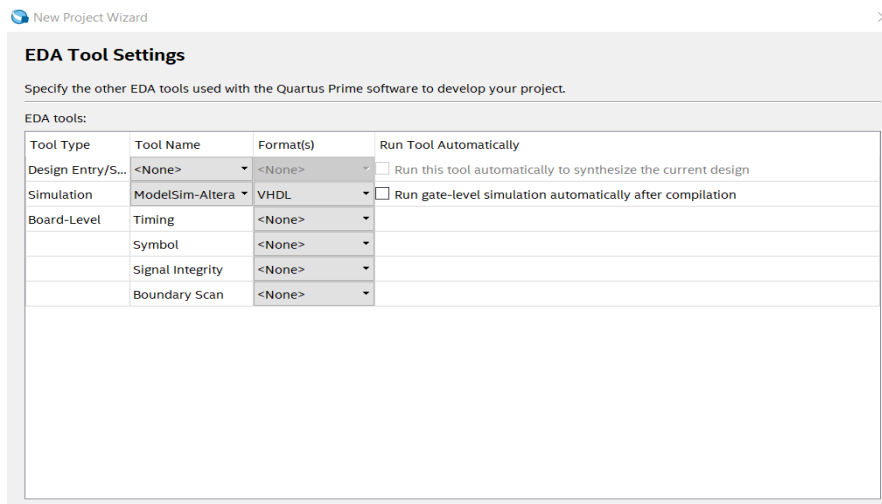 New Project Wizard
EDA Tool Settings
Specify the other EDA tools used with the Quartus Prime software to develop your project.
EDA tools:
Tool Type Tool Name Format(s) Run Tool Automatically
Design Entry/S... <None> <None> Run this tool automatically to synthesize the current design
Simulation ModelSim-Altera VHDL Run gate-level simulation automatically after compilation
Board-Level Timing <None>
Symbol <None>
Signal Integrity <None>
Boundary Scan <None>